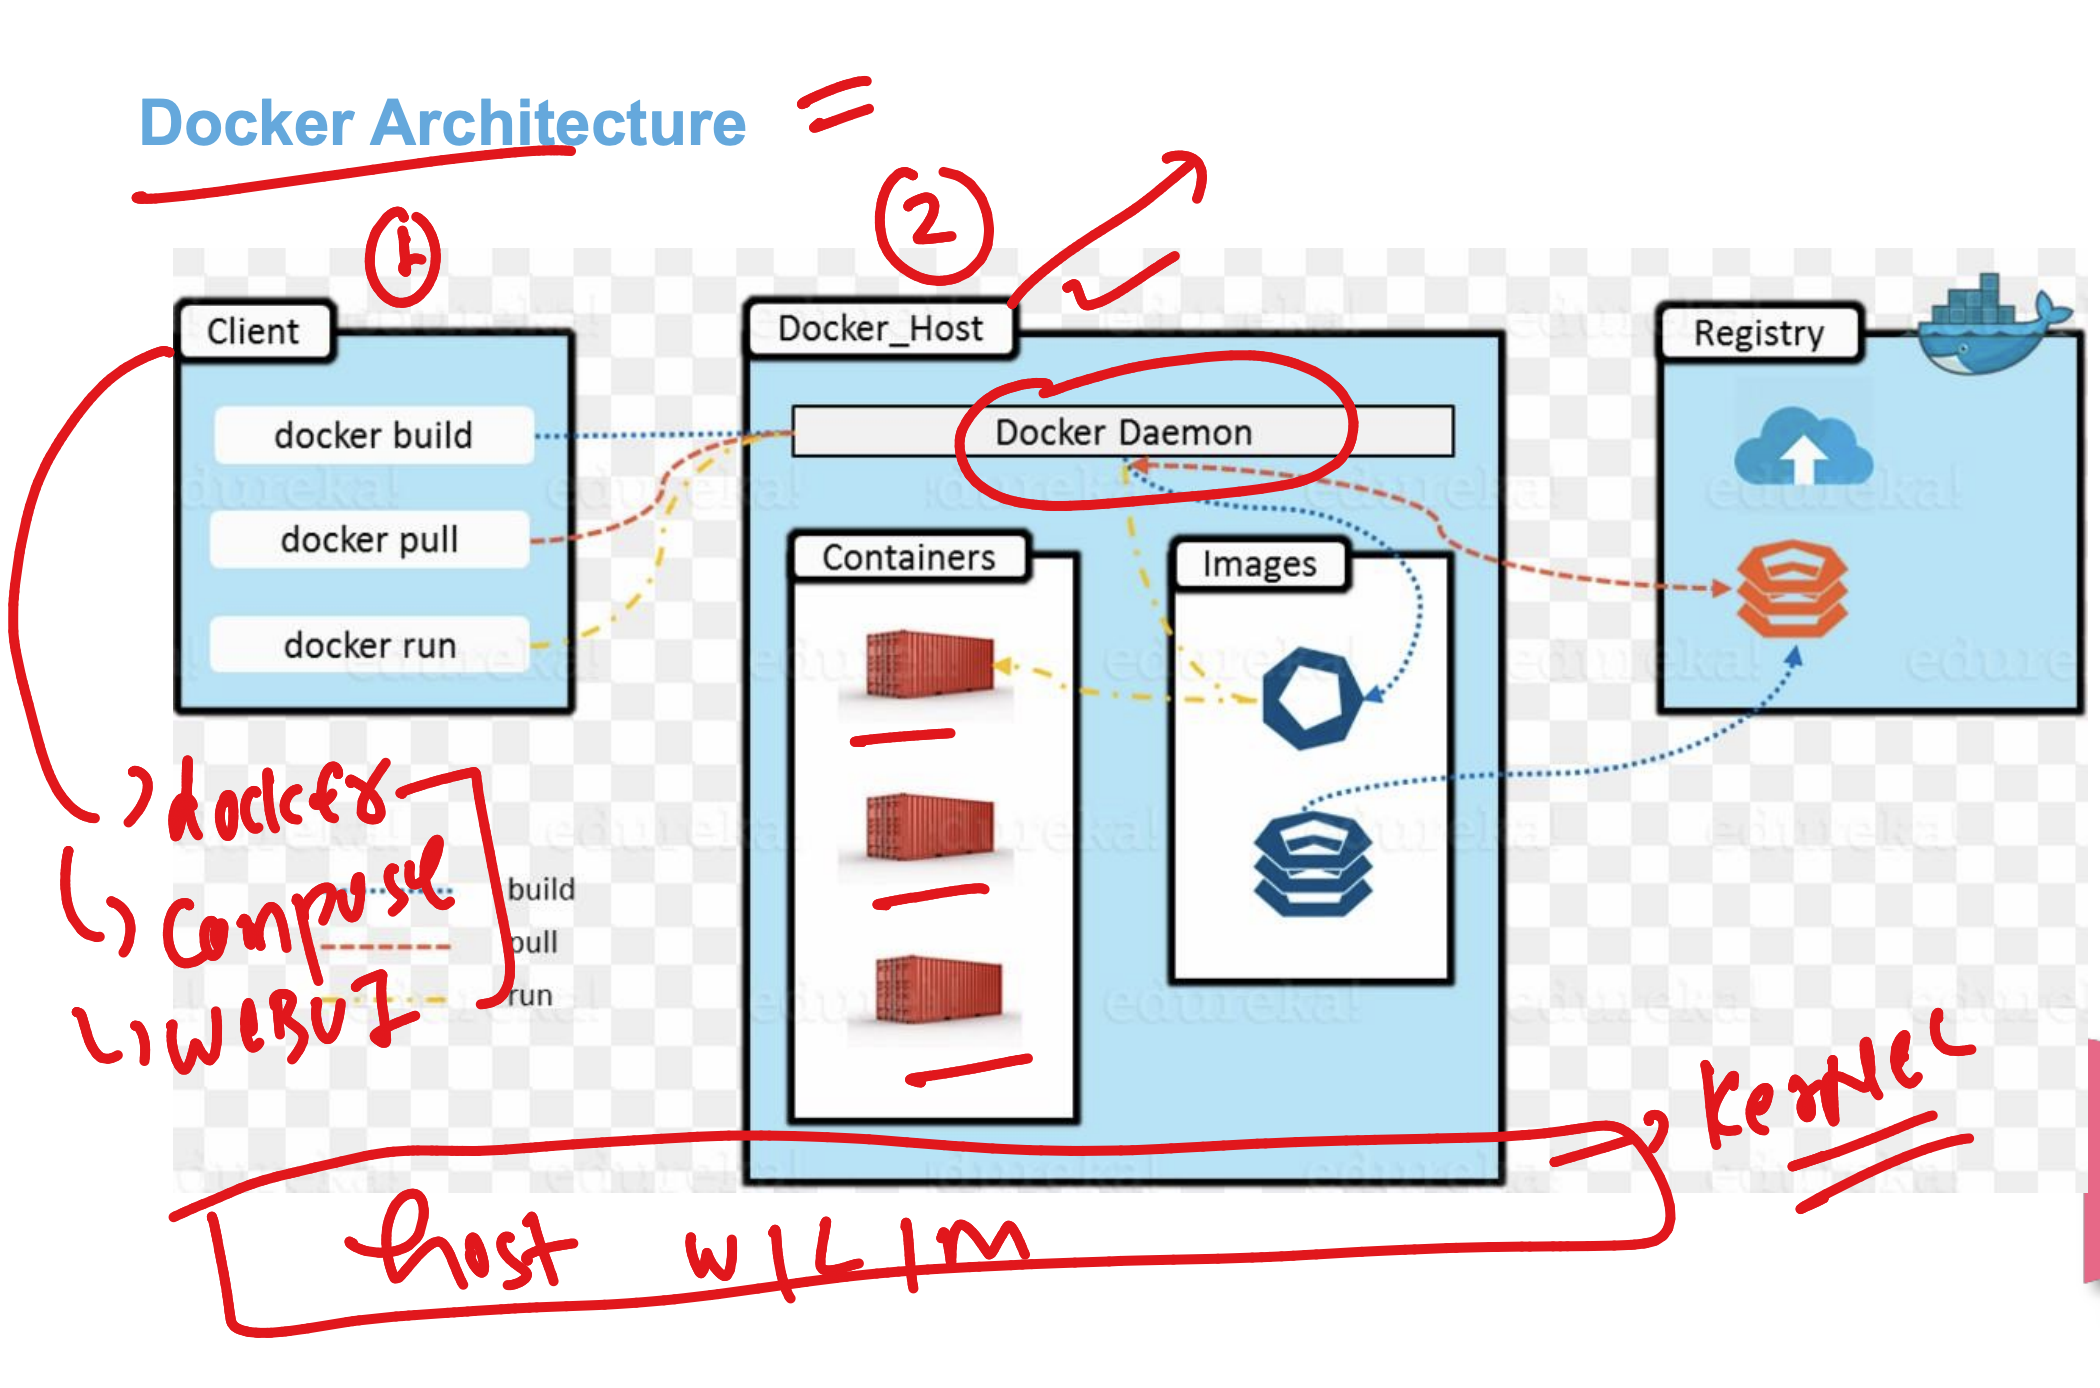 Docker Architecture
1
2
Client
docker build
docker pull
docker run
Docker_Host
Docker Daemon
Containers
Images
Registry
docker
compose
WEBUI
build
pull
run
Kernel
host W/L/M
edureka!